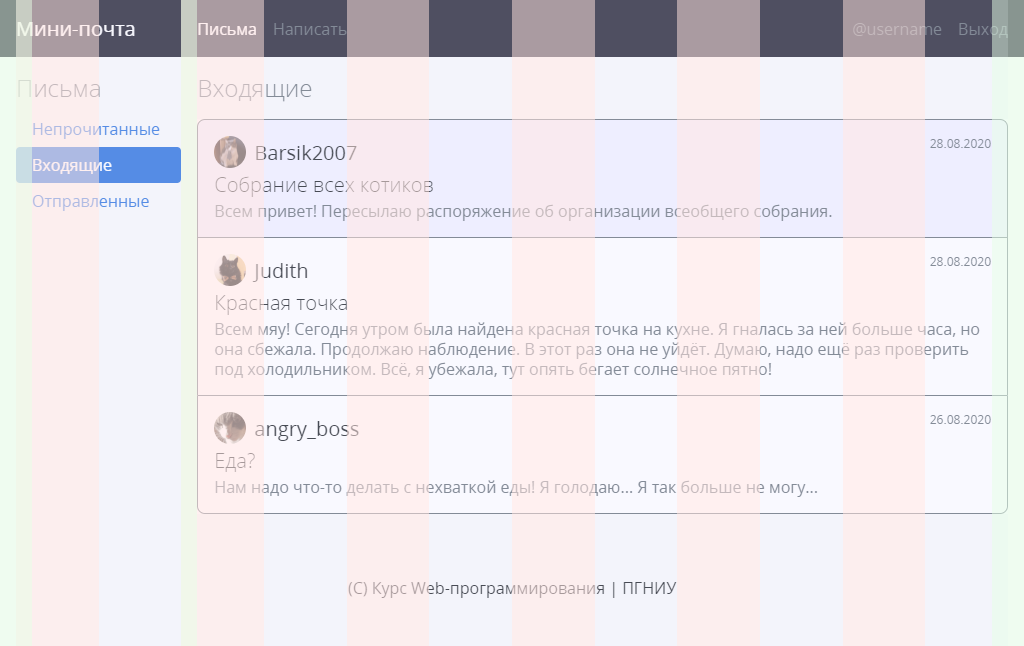 Мини-почта Письма Написать @username Выход
Письма
Непрочитанные
Входящие
Отправленные
Входящие
Barsik2007 28.08.2020
Собрание всех котиков
Всем привет! Пересылаю распоряжение об организации всеобщего собрания.
Judith 28.08.2020
Красная точка
Всем мяу! Сегодня утром была найдена красная точка на кухне. Я гналась за ней больше часа, но
она сбежала. Продолжаю наблюдение. В этот раз она не уйдёт. Думаю, надо ещё раз проверить
под холодильником. Всё, я убежала, тут опять бегает солнечное пятно!
angry_boss 26.08.2020
Еда?
Нам надо что-то делать с нехваткой еды! Я голодаю... Я так больше не могу...
(C) Курс Web-программирования | ПГНИУ